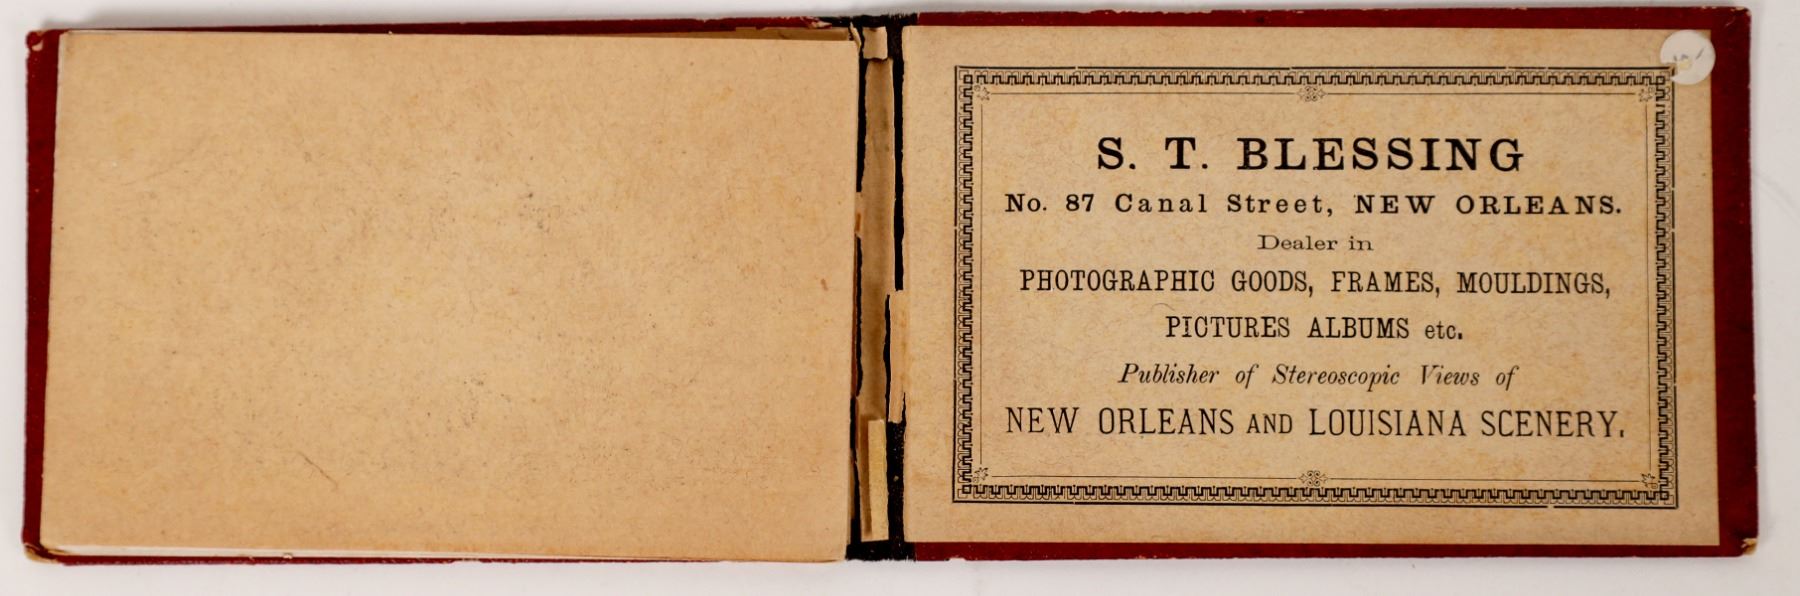 S. T. BLESSING
No. 87 Canal Street, NEW ORLEANS.
Dealer in
PHOTOGRAPHIC GOODS, FRAMES, MOULDINGS,
PICTURES ALBUMS etc.
Publisher of Stereoscopic Views of
NEW ORLEANS AND LOUISIANA SCENERY.